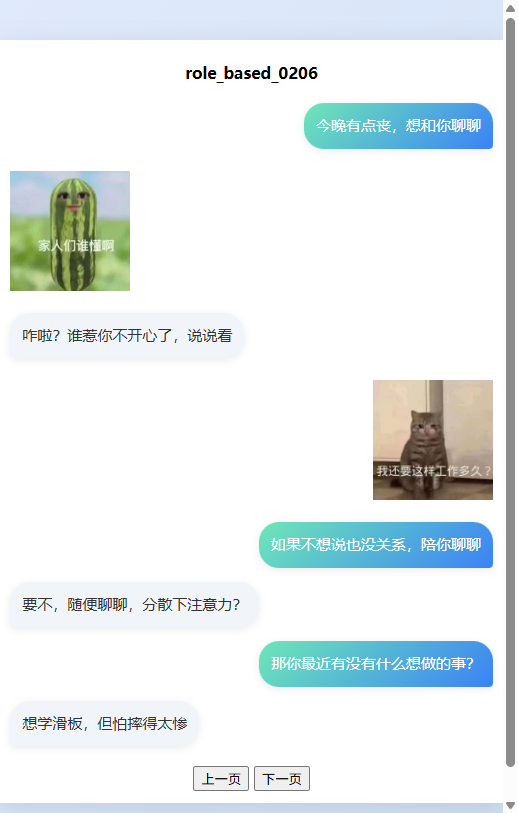 role_based_0206
今晚有点丧，想和你聊聊
家人们谁懂啊
咋啦？谁惹你不开心了，说说看
我还要这样工作多久？
如果不想说也没关系，陪你聊聊
要不，随便聊聊，分散下注意力？
那你最近有没有什么想做的事？
想学滑板，但怕摔得太惨
上一页 下一页